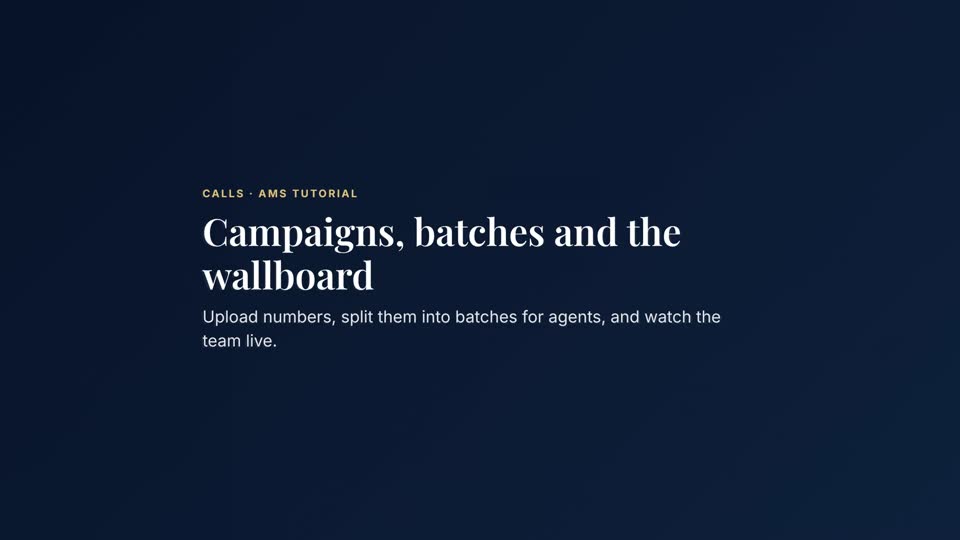 CALLS · AMS TUTORIAL
Campaigns, batches and the
wallboard
Upload numbers, split them into batches for agents, and watch the
team live.